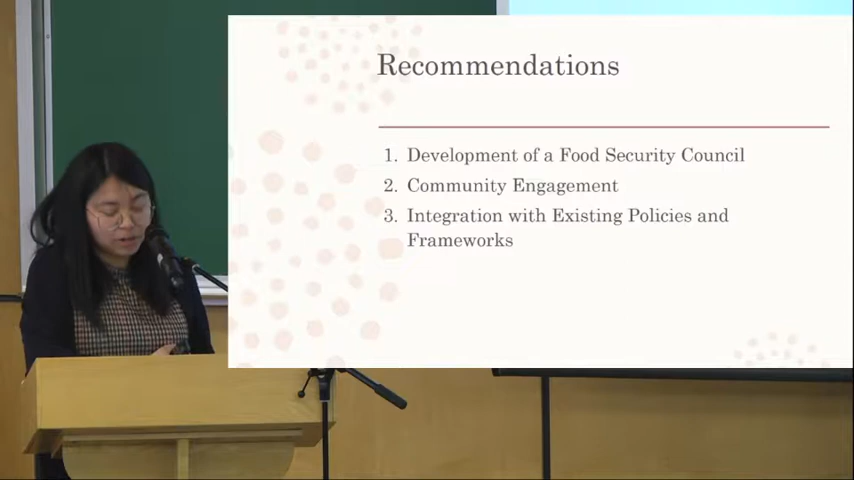 Recommendations
1. Development of a Food Security Council
2. Community Engagement
3. Integration with Existing Policies and
Frameworks